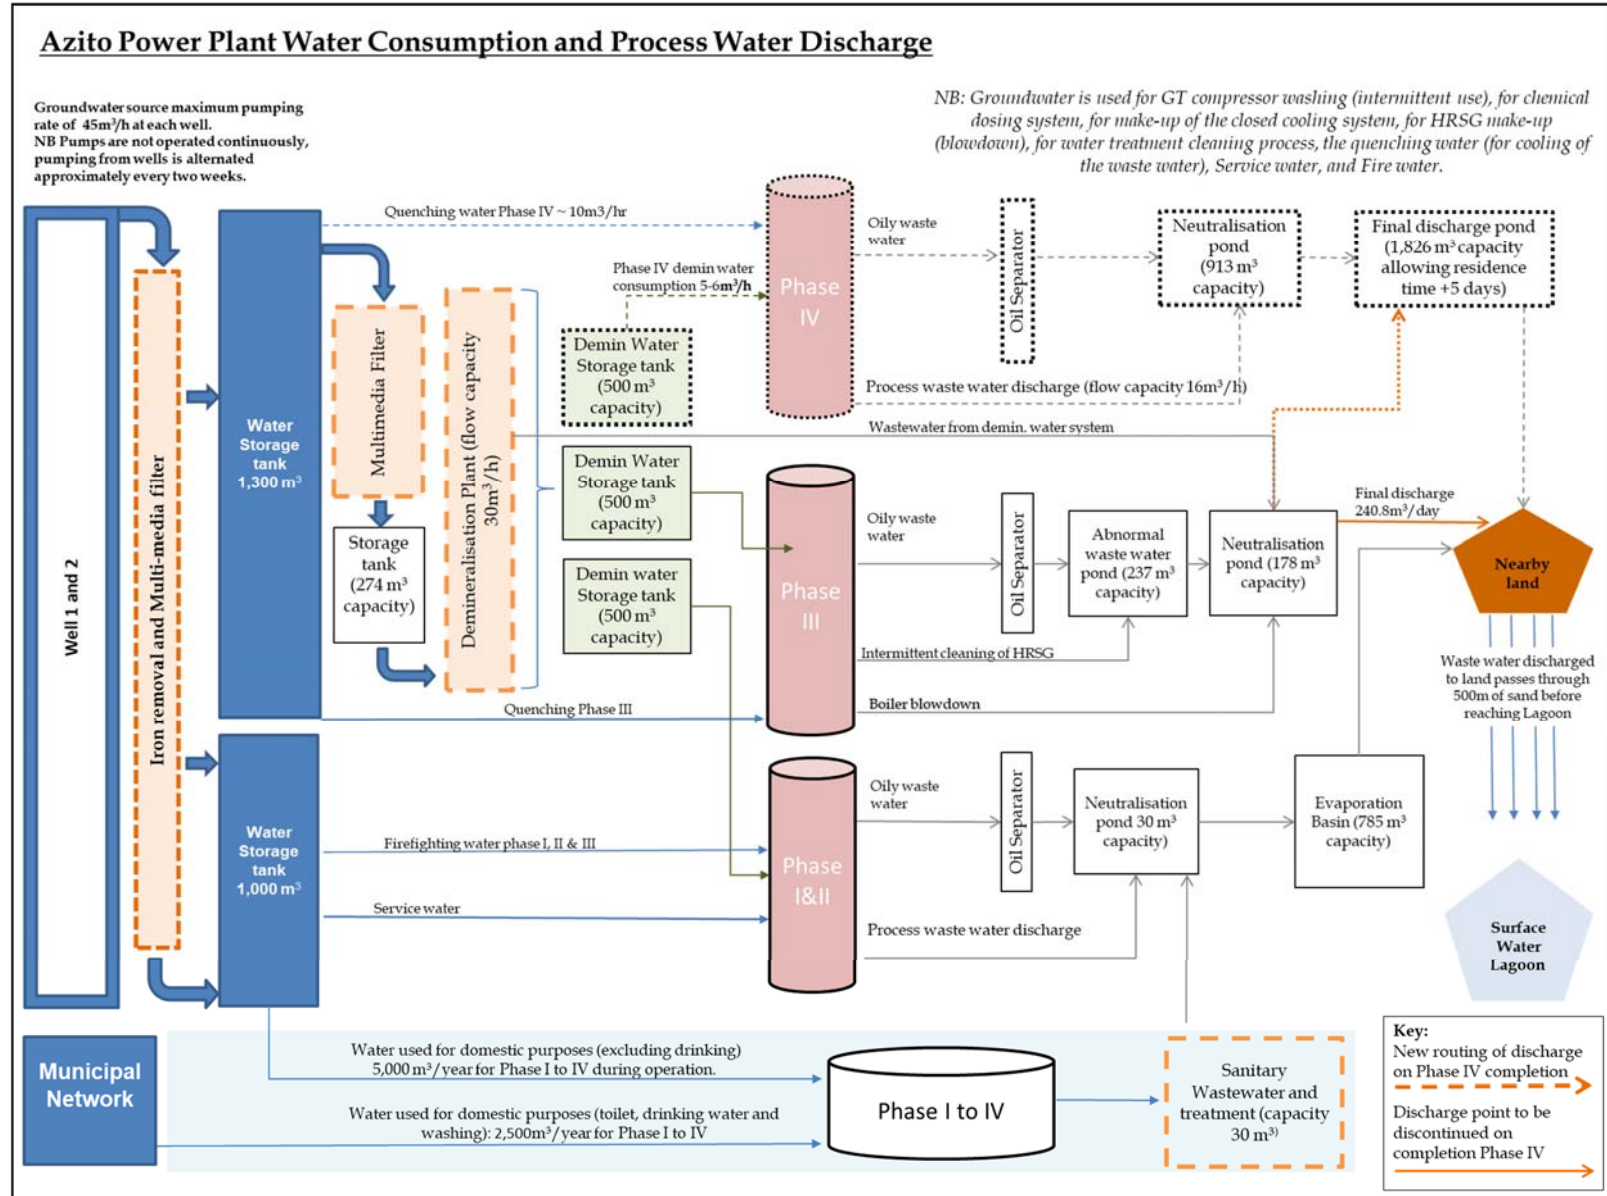 Azito Power Plant Water Consumption and Process Water Discharge
Groundwater source maximum pumping
rate of  45m³/h at each well.
NB Pumps are not operated continuously,
pumping from wells is alternated
approximately every two weeks.
NB: Groundwater is used for GT compressor washing (intermittent use), for chemical
dosing system, for make-up of the closed cooling system, for HRSG make-up
(blowdown), for water treatment cleaning process, the quenching water (for cooling of
the waste water), Service water, and Fire water.
Well 1 and 2
Iron removal and Multi-media filter
Water
Storage
tank
1,300 m³
Quenching water Phase IV ~ 10m3/hr
Multimedia Filter
Storage
tank
(274 m³
capacity)
Demineralisation Plant (flow capacity
30m³/h)
Phase IV demin water
consumption 5-6m³/h
Demin Water
Storage tank
(500 m³
capacity)
Demin Water
Storage tank
(500 m³
capacity)
Demin water
Storage tank
(500 m³
capacity)
Quenching Phase III
Phase
IV
Oily waste
water
Oil Separator
Neutralisation
pond
(913 m³
capacity)
Final discharge pond
(1,826 m³ capacity
allowing residence
time +5 days)
Process waste water discharge (flow capacity 16m³/h)
Wastewater from demin. water system
Phase
III
Oily waste
water
Oil Separator
Abnormal
waste water
pond (237 m³
capacity)
Neutralisation
pond (178 m³
capacity)
Final discharge
240.8m³/day
Nearby
land
Intermittent cleaning of HRSG
Boiler blowdown
Waste water discharged
to land passes through
500m of sand before
reaching Lagoon
Water
Storage
tank
1,000 m³
Firefighting water phase I, II & III
Service water
Phase
I&II
Oily waste
water
Oil Separator
Neutralisation
pond 30 m³
capacity)
Evaporation
Basin (785 m³
capacity)
Process waste water discharge
Surface
Water
Lagoon
Municipal
Network
Water used for domestic purposes (excluding drinking)
5,000 m³/year for Phase I to IV during operation.
Water used for domestic purposes (toilet, drinking water and
washing): 2,500m³/year for Phase I to IV
Phase I to IV
Sanitary
Wastewater and
treatment (capacity
30 m³⁾
Key:
New routing of discharge
on Phase IV completion
Discharge point to be
discontinued on
completion Phase IV